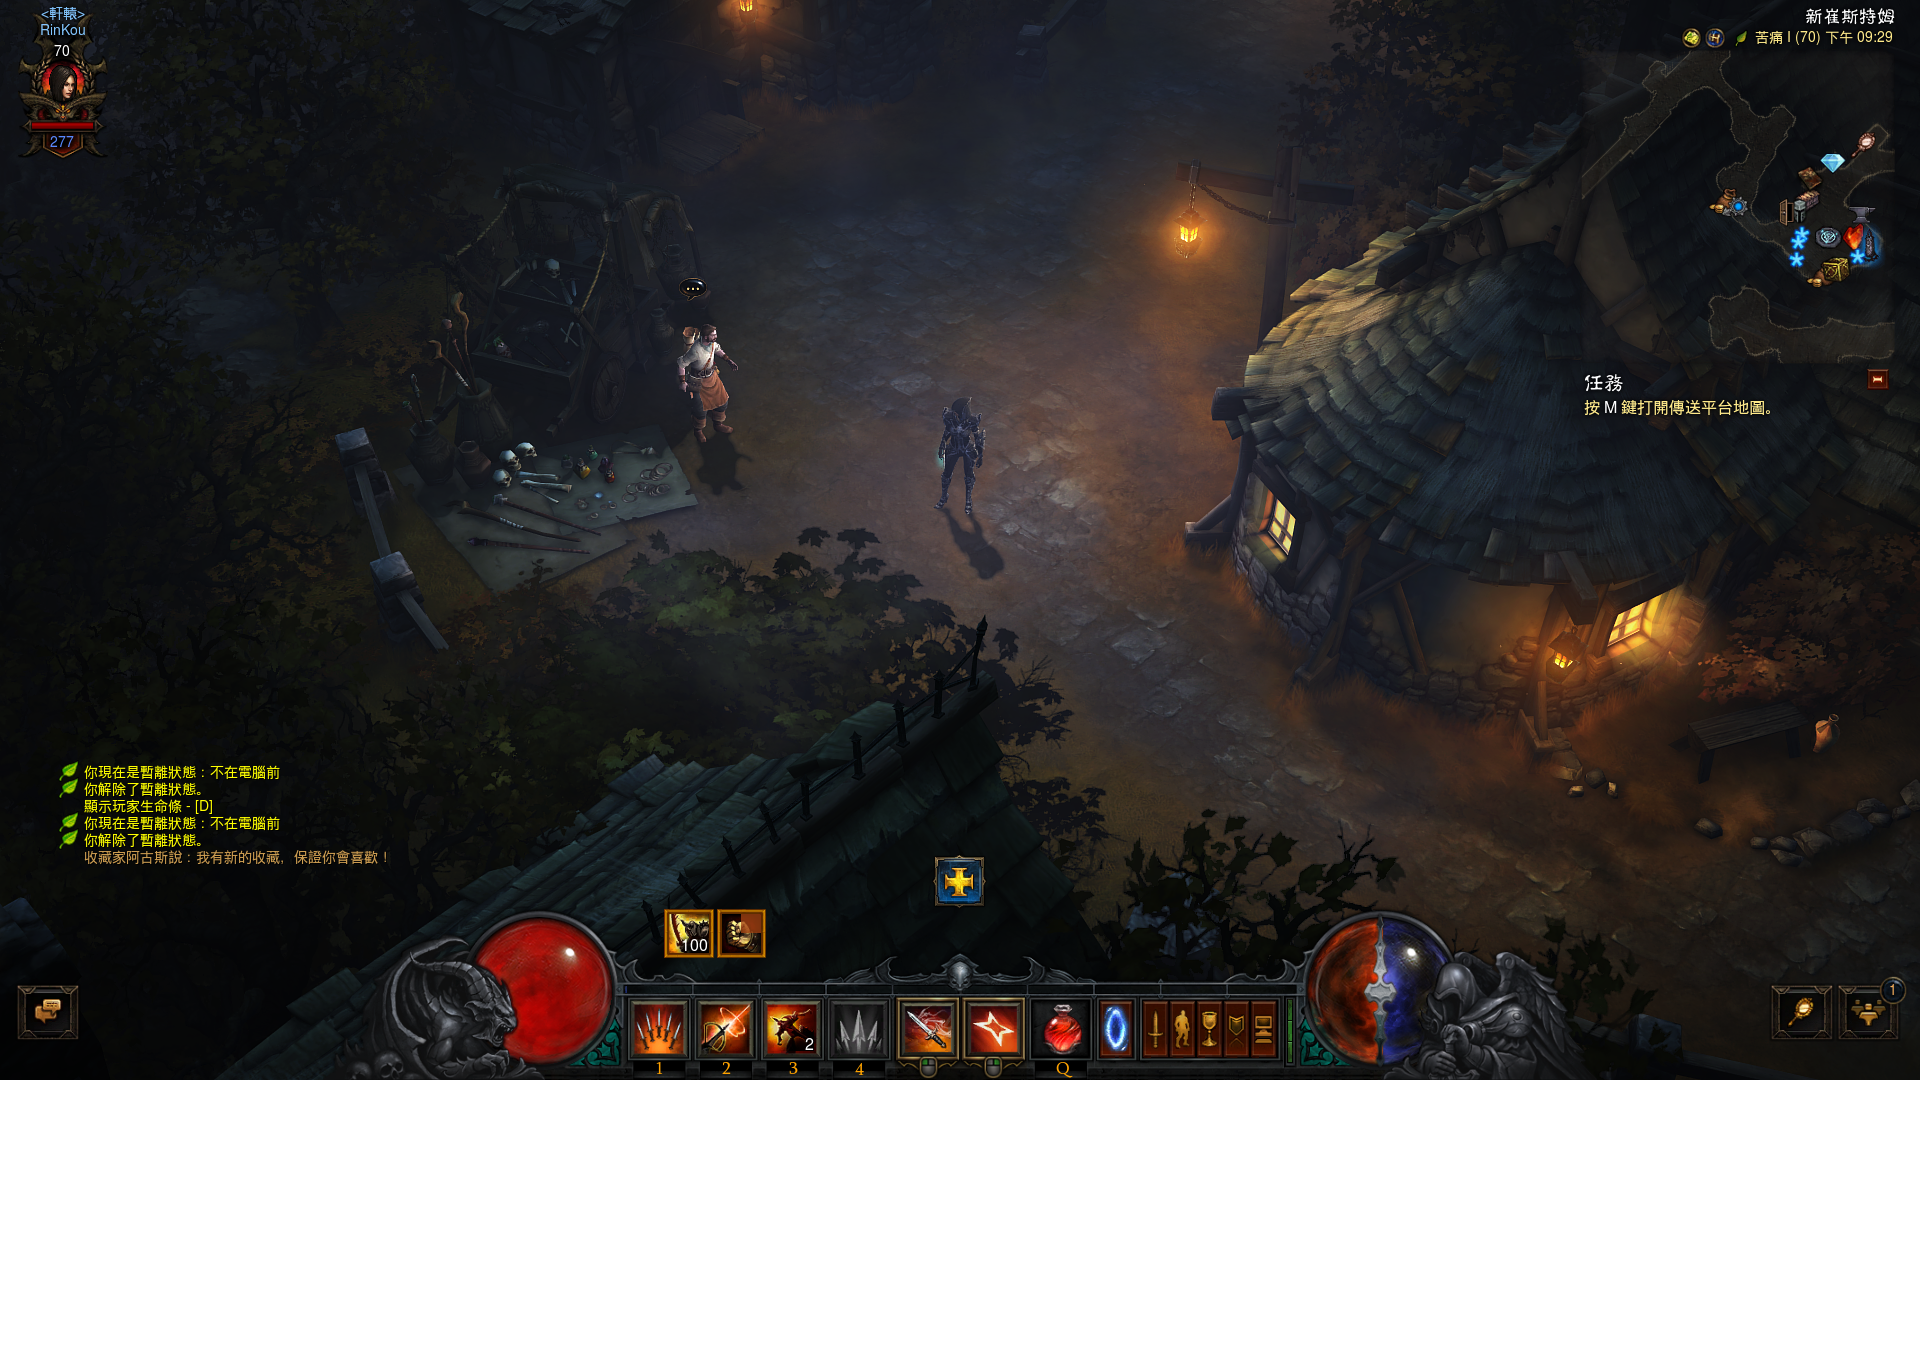 <軒轅>
RinKou
70
277
新崔斯特姆
苦痛 I (70) 下午 09:29
任務
按 M 鍵打開傳送平台地圖。
你現在是暫離狀態：不在電腦前
你解除了暫離狀態。
顯示玩家生命條 - [D]
你現在是暫離狀態：不在電腦前
你解除了暫離狀態。
收藏家阿古斯說：我有新的收藏，保證你會喜歡！
100
2
1
1 2 3 4 Q